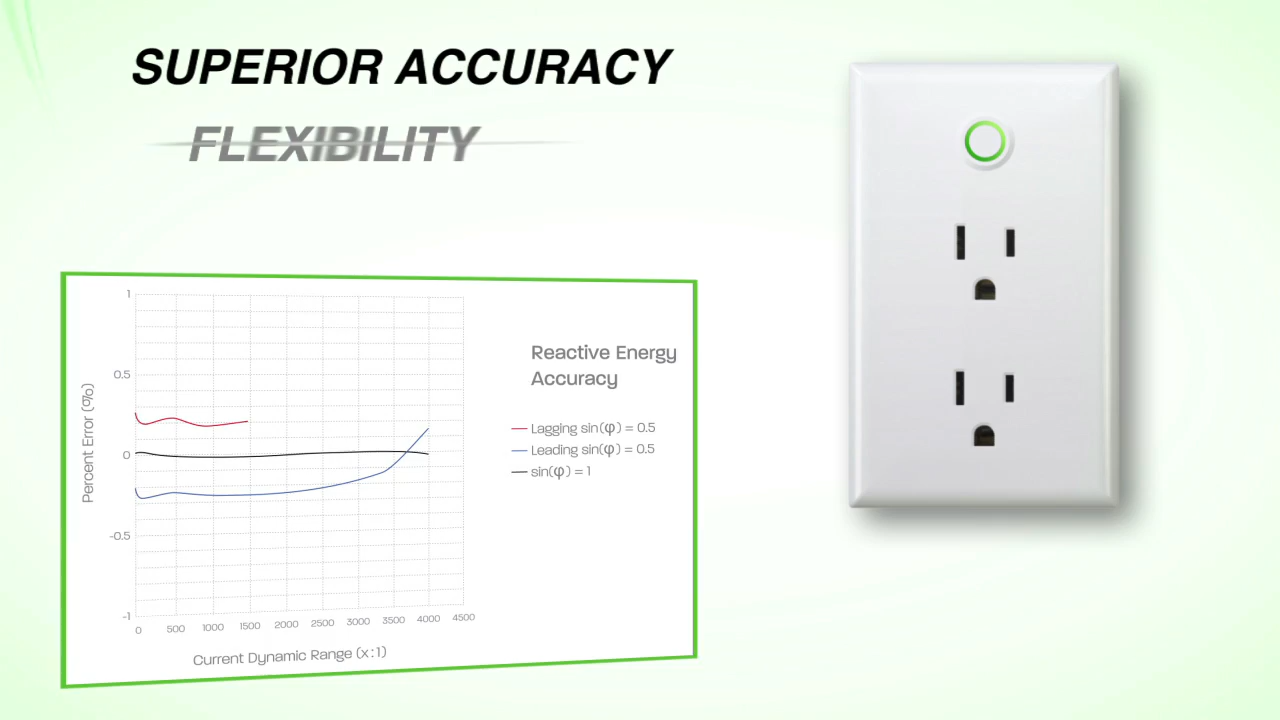 SUPERIOR ACCURACY
FLEXIBILITY
1
0.5
0
-0.5
-1
Percent Error (%)
0 500 1000 1500 2000 2500 3000 3500 4000 4500
Current Dynamic Range (x:1)
Reactive Energy
Accuracy
Lagging sin(φ) = 0.5
Leading sin(φ) = 0.5
sin(φ) = 1